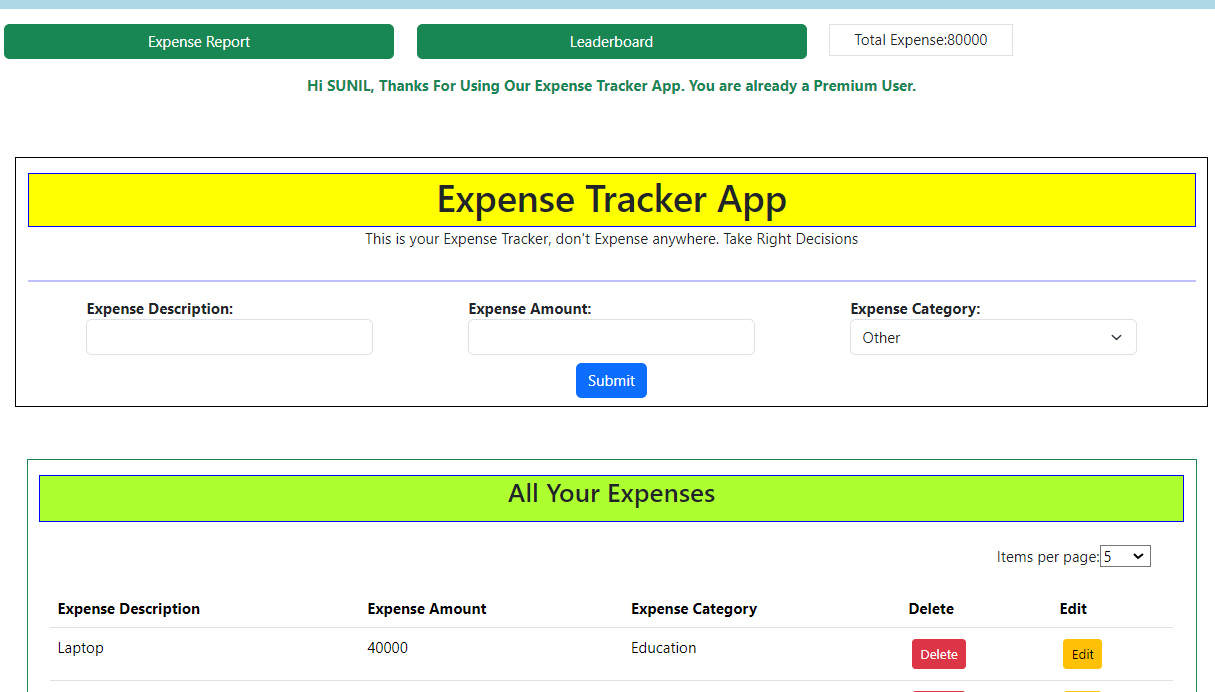 Expense Report Leaderboard Total Expense:80000
Hi SUNIL, Thanks For Using Our Expense Tracker App. You are already a Premium User.
Expense Tracker App
This is your Expense Tracker, don't Expense anywhere. Take Right Decisions
Expense Description: Expense Amount: Expense Category:
Other
Submit
All Your Expenses
Items per page:5
Expense Description Expense Amount Expense Category Delete Edit
Laptop 40000 Education Delete Edit